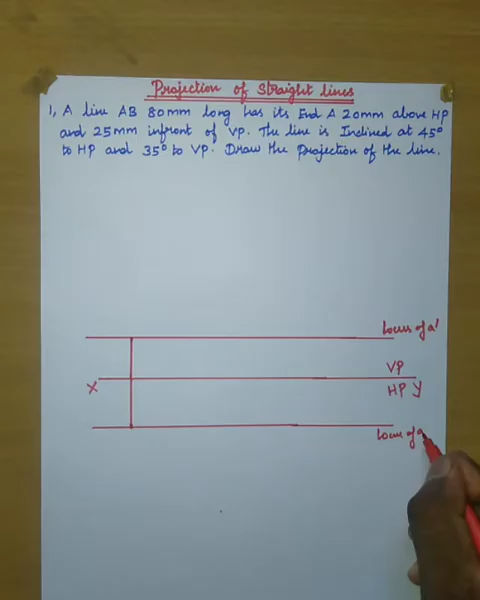 Projection of Straight lines
1, A line AB 80mm long has its End A 20mm above HP
and 25mm infront of VP. The line is Inclined at 45°
to HP and 35° to VP. Draw the Projection of the line.
locus of a'
VP
X HP y
locus of a